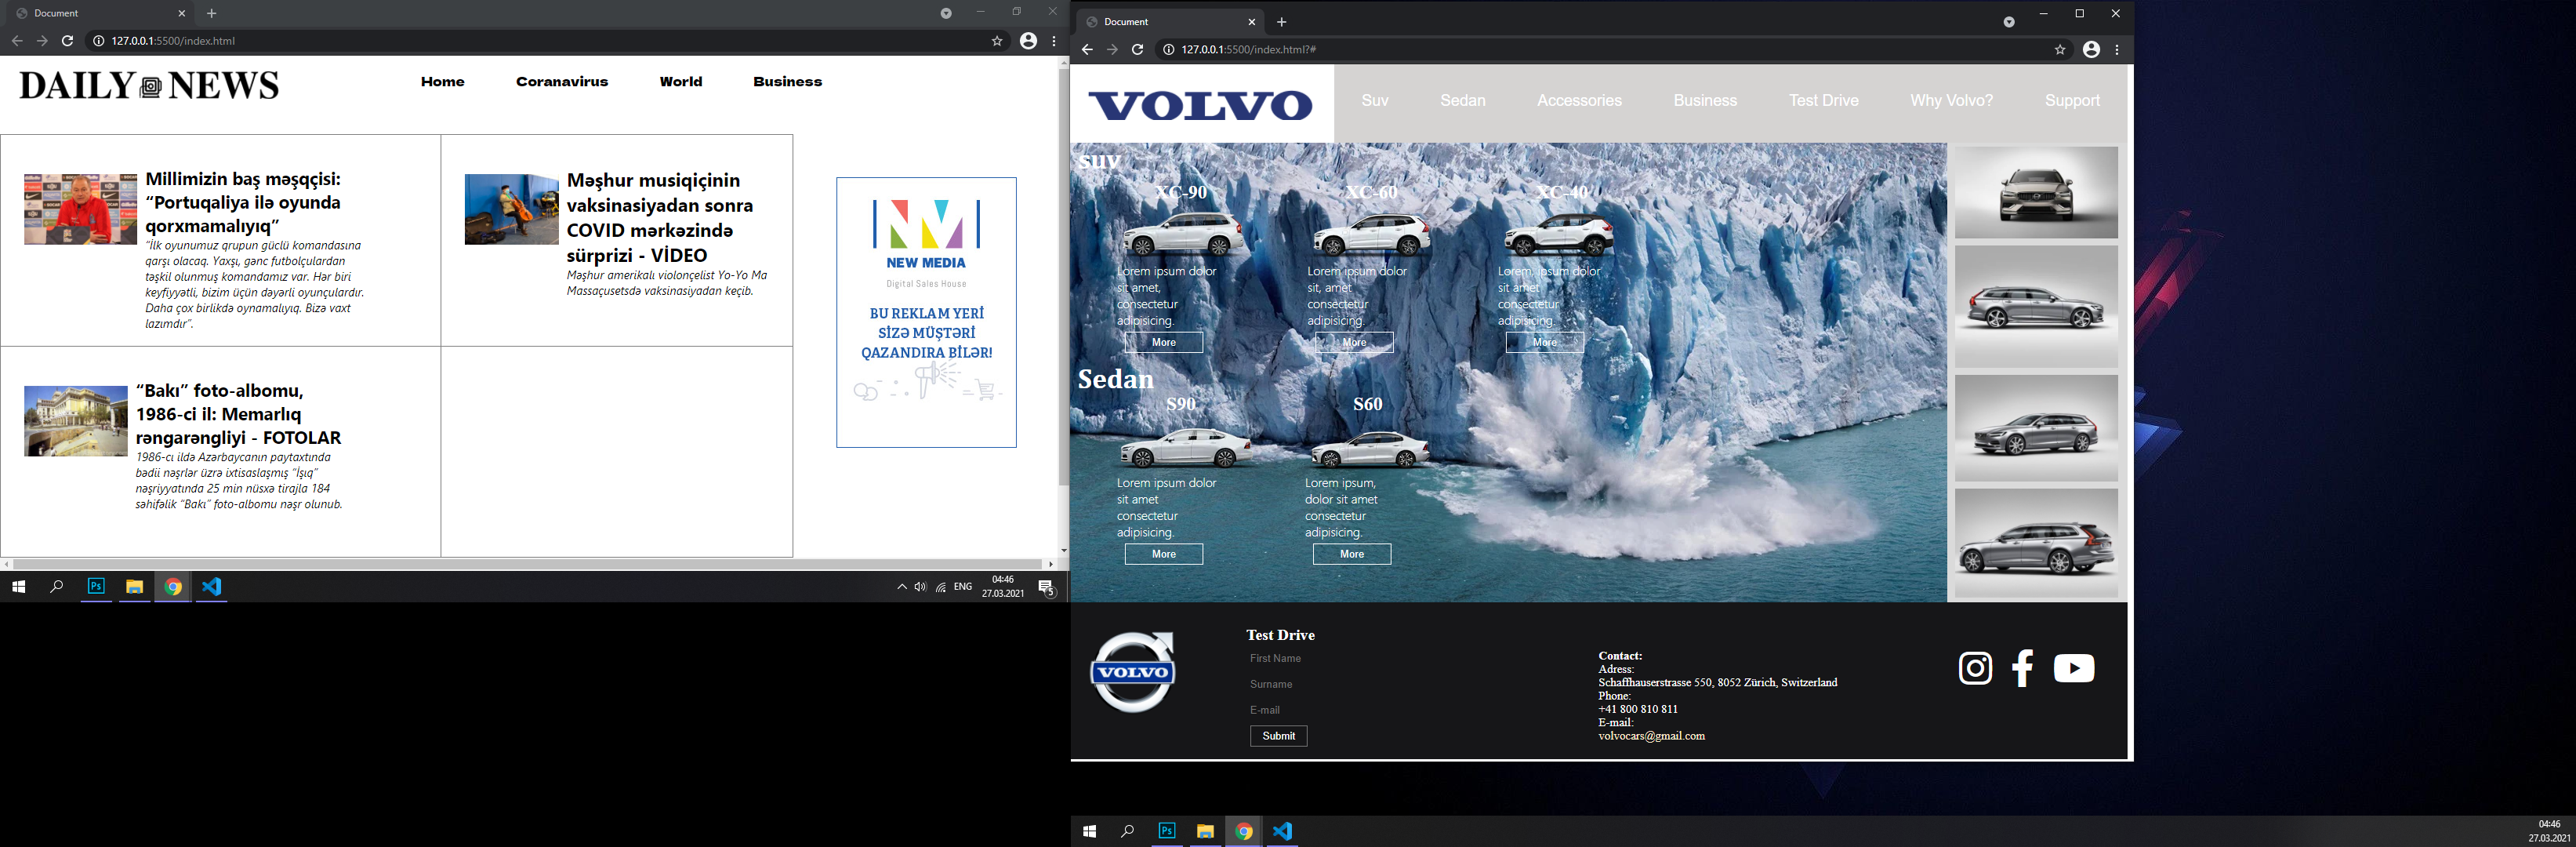 Document
127.0.0.1:5500/index.html
DAILY NEWS
Home
Coranavirus
World
Business
Millimizin baş məşqçisi:
“Portuqaliya ilə oyunda
qorxmamalıyıq”
“İlk oyunumuz qrupun güclü komandasına
qarşı olacaq. Yaxşı, gənc futbolçulardan
təşkil olunmuş komandamız var. Hər biri
keyfiyyətli, bizim üçün dəyərli oyunçulardır.
Daha çox birlikdə oynamalıyıq. Bizə vaxt
lazımdır”.
Məşhur musiqiçinin
vaksinasiyadan sonra
COVID mərkəzində
sürprizi - VİDEO
Məşhur amerikalı violonçelist Yo-Yo Ma
Massaçusetsdə vaksinasiyadan keçib.
“Bakı” foto-albomu,
1986-ci il: Memarlıq
rəngarəngliyi - FOTOLAR
1986-cı ildə Azərbaycanın paytaxtında
bədii nəşrlər üzrə ixtisaslaşmış “İşıq”
nəşriyyatında 25 min nüsxə tirajla 184
səhifəlik “Bakı” foto-albomu nəşr olunub.
NEW MEDIA
Digital Sales House
BU REKLAM YERİ
SİZƏ MÜŞTƏRİ
QAZANDIRA BİLƏR!
Ps
ENG
04:46
27.03.2021
5
Document
127.0.0.1:5500/index.html?#
VOLVO
Suv
Sedan
Accessories
Business
Test Drive
Why Volvo?
Support
suv
XC-90
Lorem ipsum dolor
sit amet,
consectetur
adipisicing.
More
XC-60
Lorem ipsum dolor
sit, amet
consectetur
adipisicing.
More
XC-40
Lorem, ipsum dolor
sit amet
consectetur
adipisicing.
More
Sedan
S90
Lorem ipsum dolor
sit amet
consectetur
adipisicing.
More
S60
Lorem ipsum,
dolor sit amet
consectetur
adipisicing.
More
VOLVO
Test Drive
First Name
Surname
E-mail
Submit
Contact:
Adress:
Schaffhauserstrasse 550, 8052 Zürich, Switzerland
Phone:
+41 800 810 811
E-mail:
volvocars@gmail.com
Ps
04:46
27.03.2021